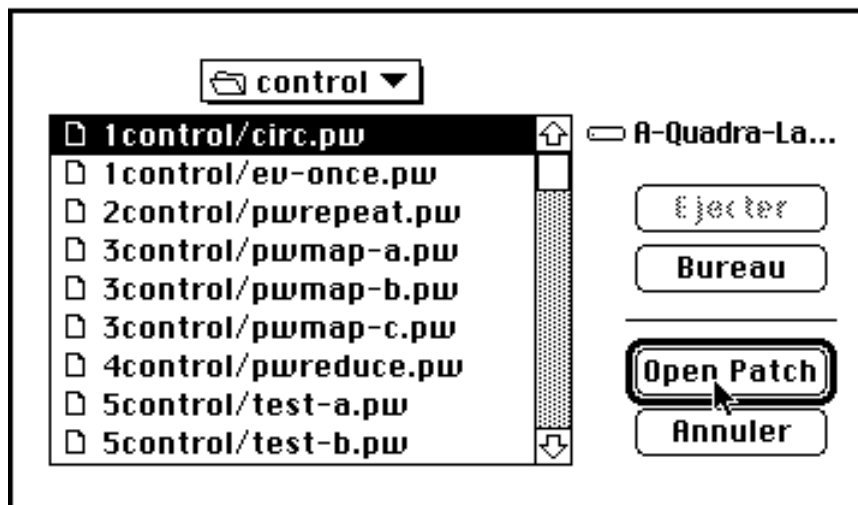 control
1control/circ.pw
1control/ev-once.pw
2control/pwrepeat.pw
3control/pwmap-a.pw
3control/pwmap-b.pw
3control/pwmap-c.pw
4control/pwreduce.pw
5control/test-a.pw
5control/test-b.pw
A-Quadra-La...
Ejecter
Bureau
Open Patch
Annuler